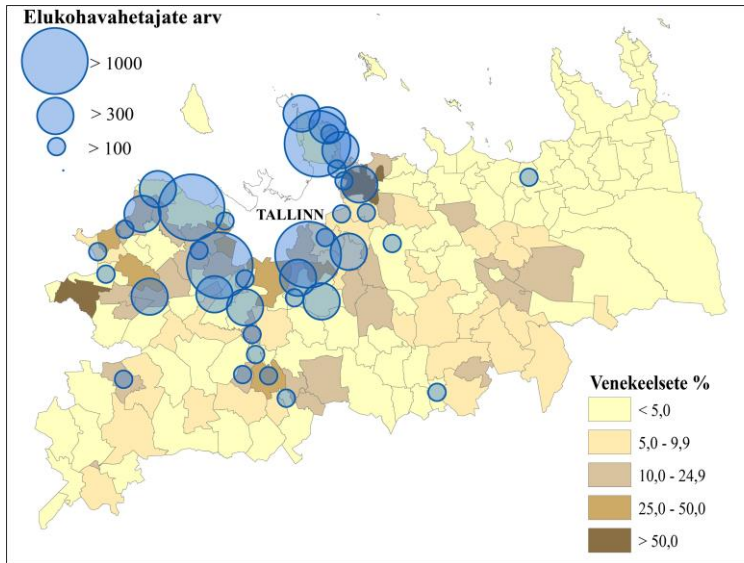 Elukohavahetajate arv
> 1000
> 300
> 100
TALLINN
Venekeelsete %
< 5,0
5,0 - 9,9
10,0 - 24,9
25,0 - 50,0
> 50,0